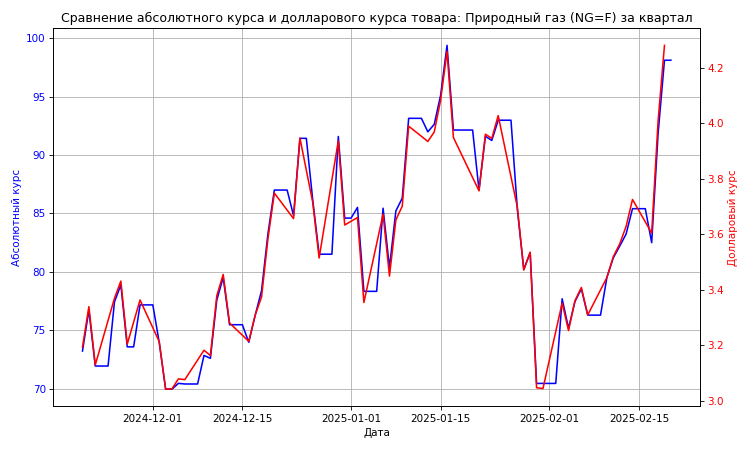 Сравнение абсолютного курса и долларового курса товара: Природный газ (NG=F) за квартал
100
95
90
85
80
75
70
Абсолютный курс
4.2
4.0
3.8
3.6
3.4
3.2
3.0
Долларовый курс
2024-12-01 2024-12-15 2025-01-01 2025-01-15 2025-02-01 2025-02-15
Дата